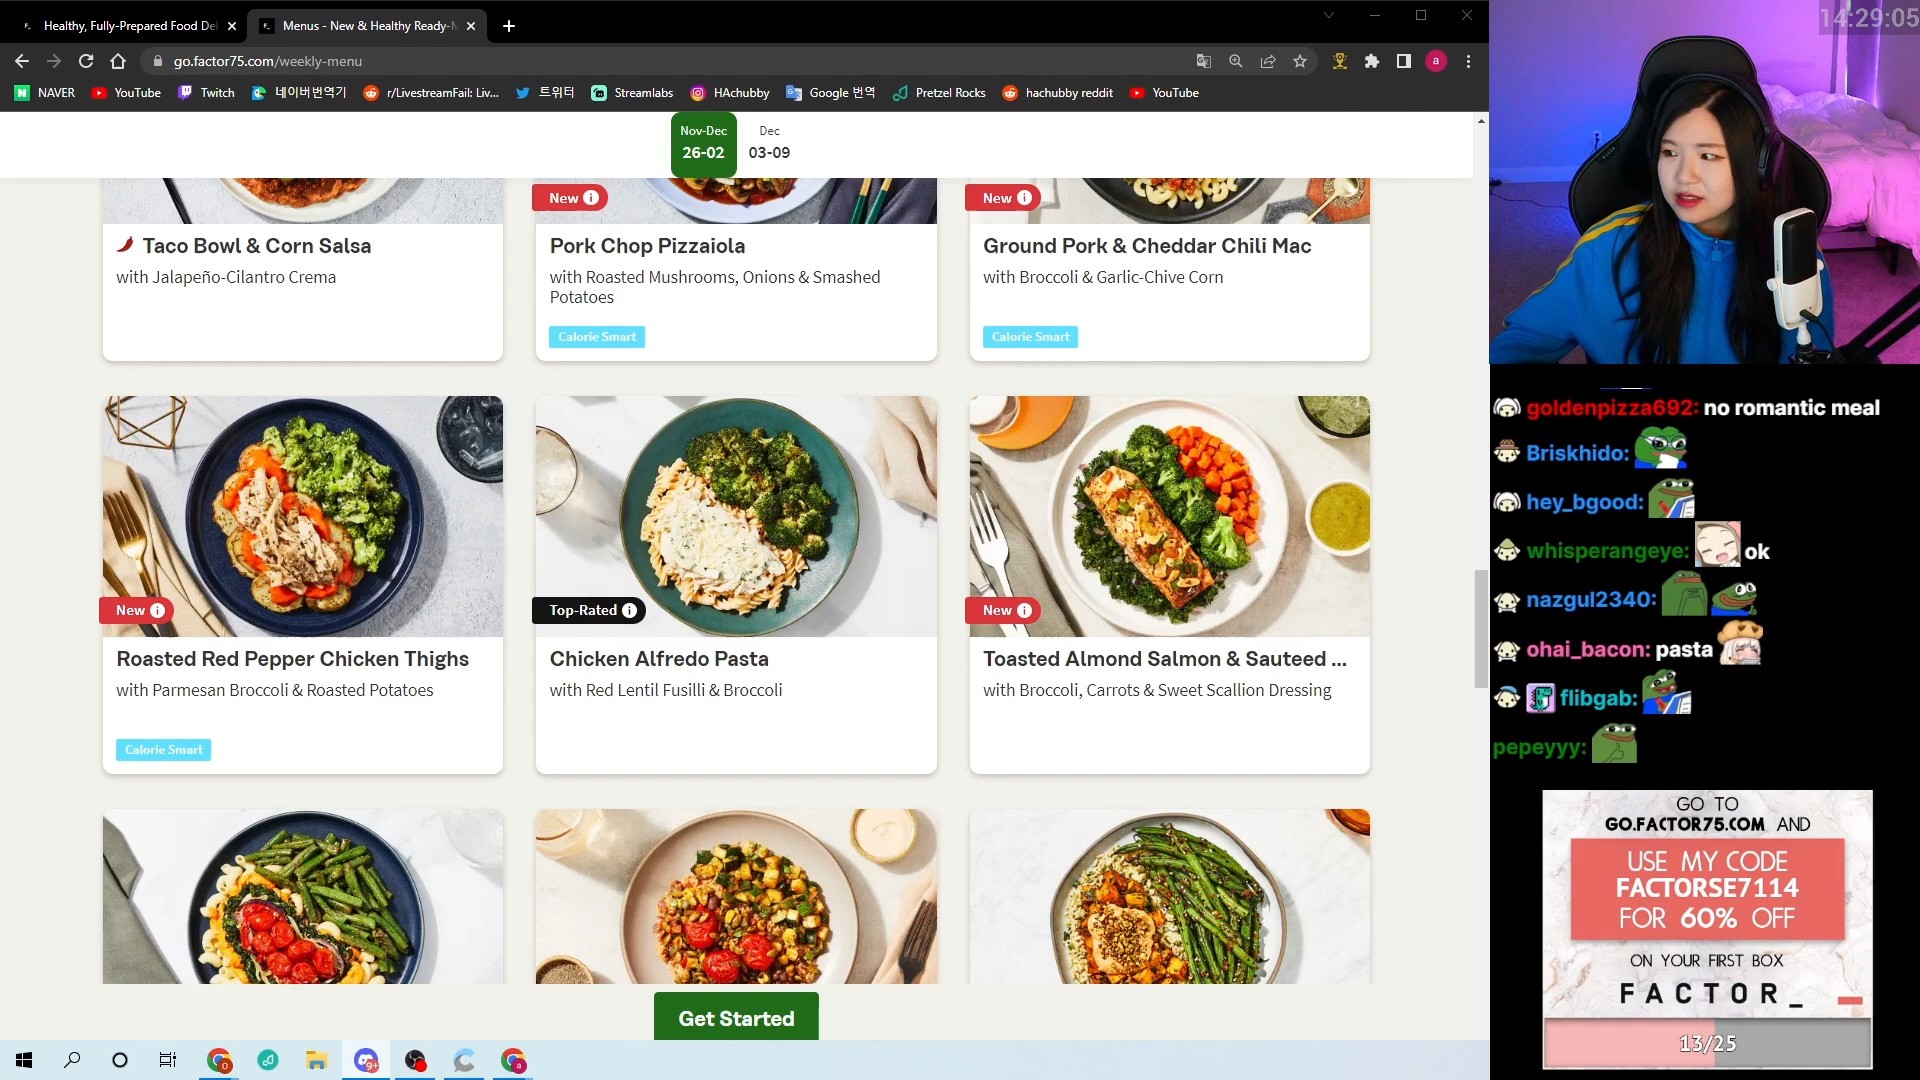 Healthy, Fully-Prepared Food De
Menus - New & Healthy Ready-M
14:29:05
go.factor75.com/weekly-menu
a
NAVER
YouTube
Twitch
네이버번역기
r/LivestreamFail: Liv...
트위터
Streamlabs
HAchubby
Google 번역
Pretzel Rocks
hachubby reddit
YouTube
Nov-Dec
26-02
Dec
03-09
New
New
Taco Bowl & Corn Salsa
with Jalapeño-Cilantro Crema
Pork Chop Pizzaiola
with Roasted Mushrooms, Onions & Smashed
Potatoes
Calorie Smart
Ground Pork & Cheddar Chili Mac
with Broccoli & Garlic-Chive Corn
Calorie Smart
New
Roasted Red Pepper Chicken Thighs
with Parmesan Broccoli & Roasted Potatoes
Calorie Smart
Top-Rated
Chicken Alfredo Pasta
with Red Lentil Fusilli & Broccoli
New
Toasted Almond Salmon & Sauteed ...
with Broccoli, Carrots & Sweet Scallion Dressing
Get Started
goldenpizza692: no romantic meal
Briskhido:
hey_bgood:
whisperangeye: ok
nazgul2340:
ohai_bacon: pasta
flibgab:
pepeyyy:
GO TO
GO.FACTOR75.COM AND
USE MY CODE
FACTORSE7114
FOR 60% OFF
ON YOUR FIRST BOX
FACTOR_
13/25
9+